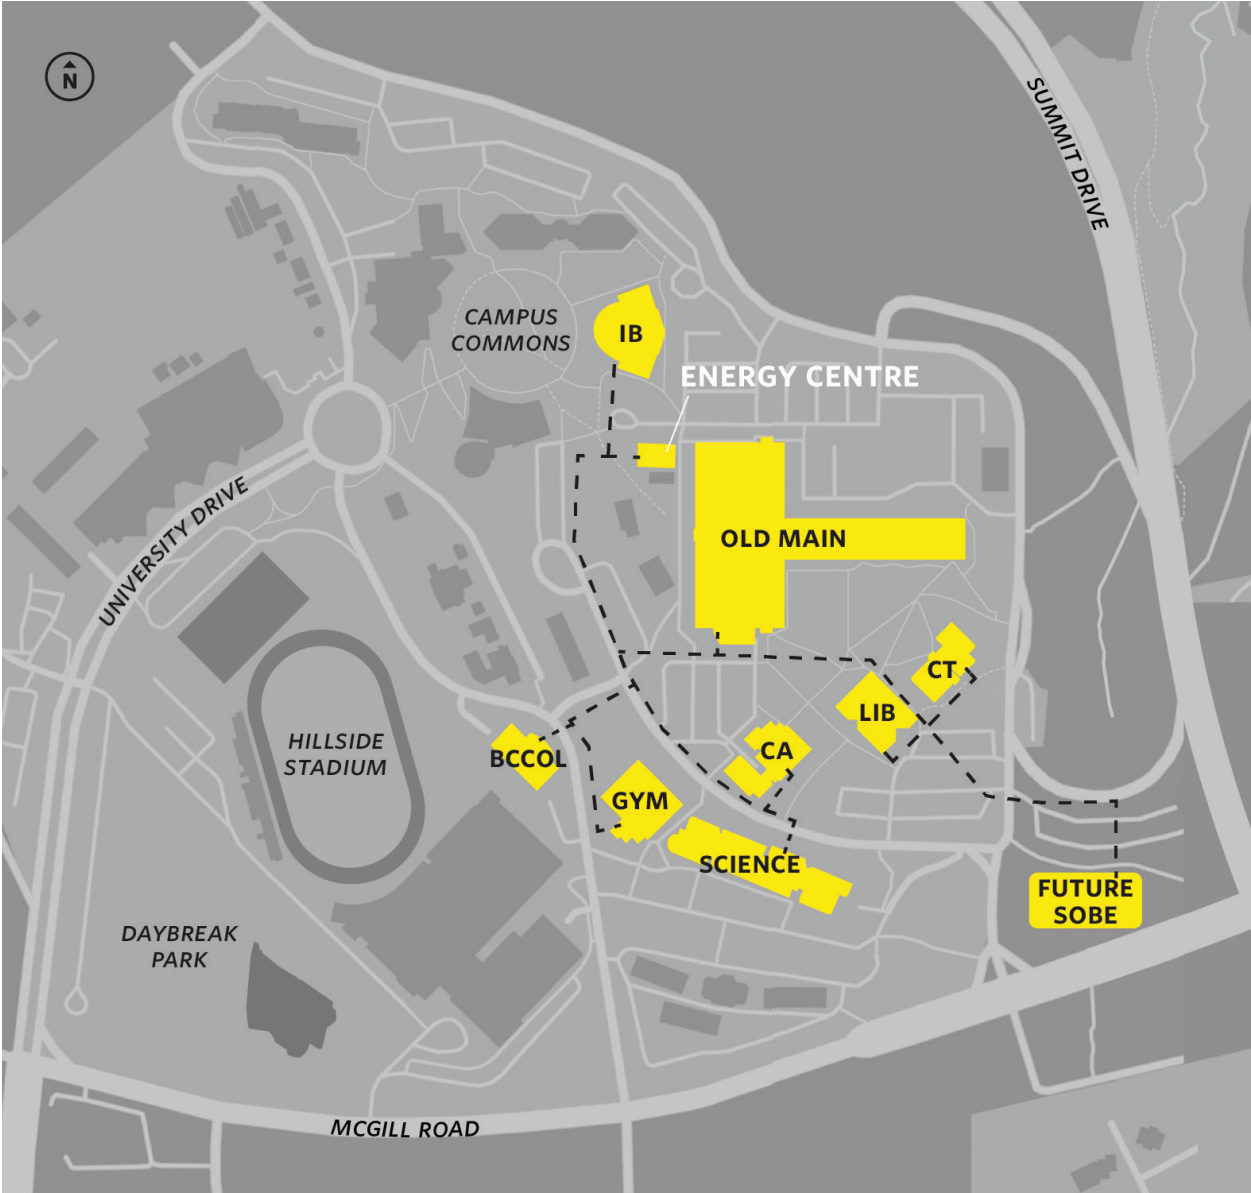 N
SUMMIT DRIVE
CAMPUS
COMMONS
IB
ENERGY CENTRE
UNIVERSITY DRIVE
OLD MAIN
CT
LIB
HILLSIDE
STADIUM
BCCOL
CA
GYM
SCIENCE
FUTURE
SOBE
DAYBREAK
PARK
MCGILL ROAD